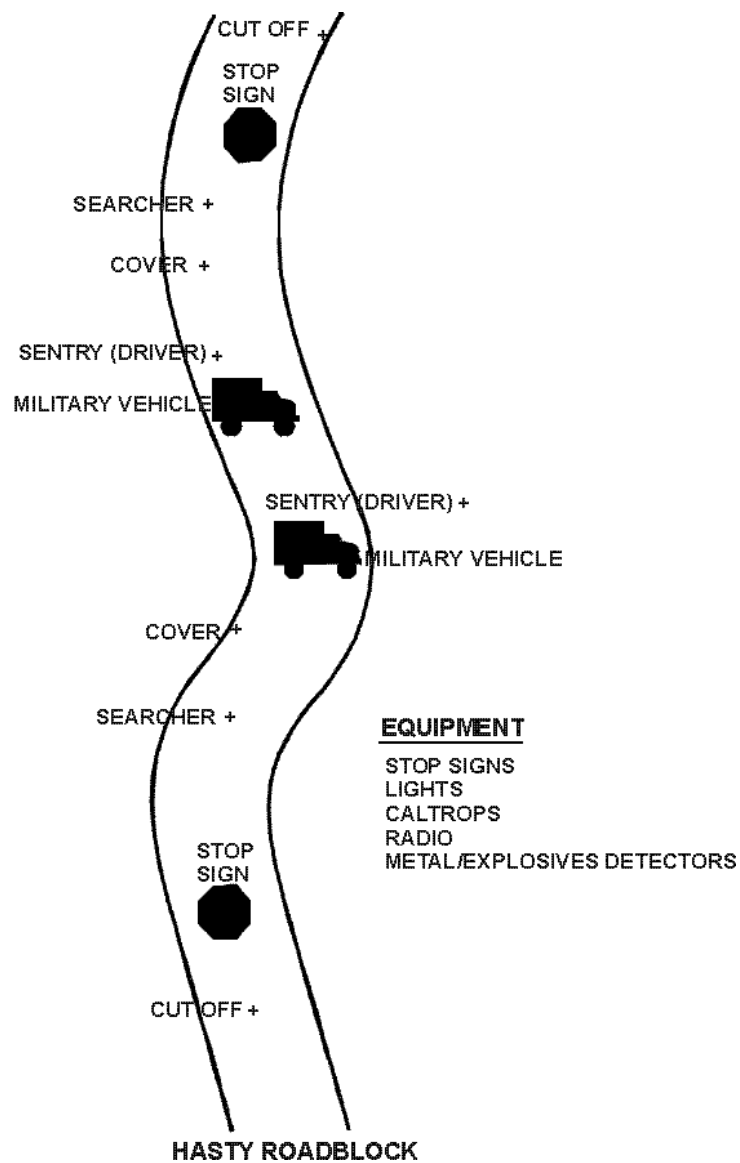 CUT OFF +
STOP
SIGN
SEARCHER +
COVER +
SENTRY (DRIVER) +
MILITARY VEHICLE
SENTRY (DRIVER) +
MILITARY VEHICLE
COVER +
SEARCHER +
EQUIPMENT
STOP SIGNS
LIGHTS
CALTROPS
RADIO
METAL/EXPLOSIVES DETECTORS
STOP
SIGN
CUT OFF +
HASTY ROADBLOCK